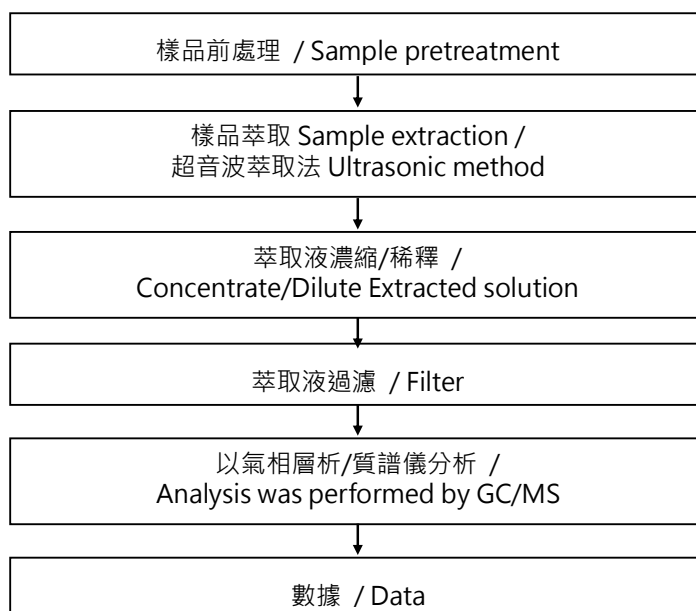 樣品前處理 / Sample pretreatment
樣品萃取 Sample extraction /
超音波萃取法 Ultrasonic method
萃取液濃縮/稀釋 /
Concentrate/Dilute Extracted solution
萃取液過濾 / Filter
以氣相層析/質譜儀分析 /
Analysis was performed by GC/MS
數據 / Data